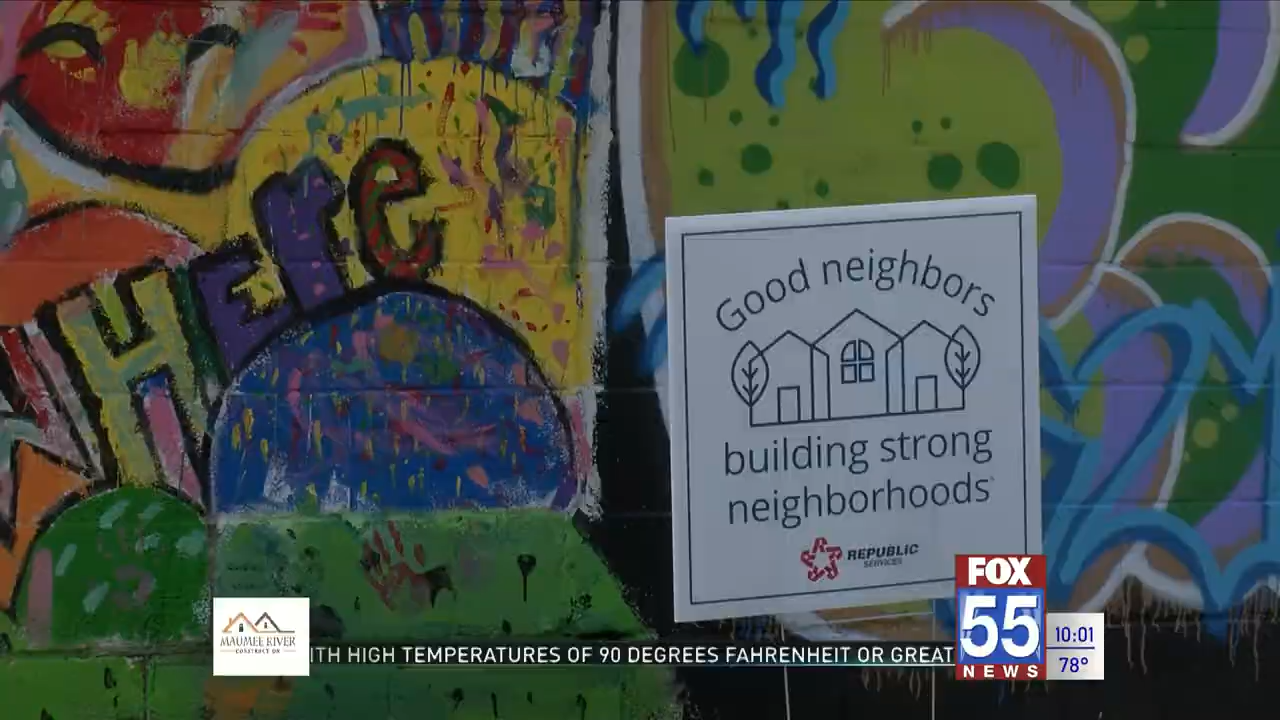 HEre
Good neighbors
building strong
neighborhoods
REPUBLIC
SERVICES
MAUMEE RIVER
CONSTRUCTION
ITH HIGH TEMPERATURES OF 90 DEGREES FAHRENHEIT OR GREAT
FOX
55
NEWS
10:01
78°